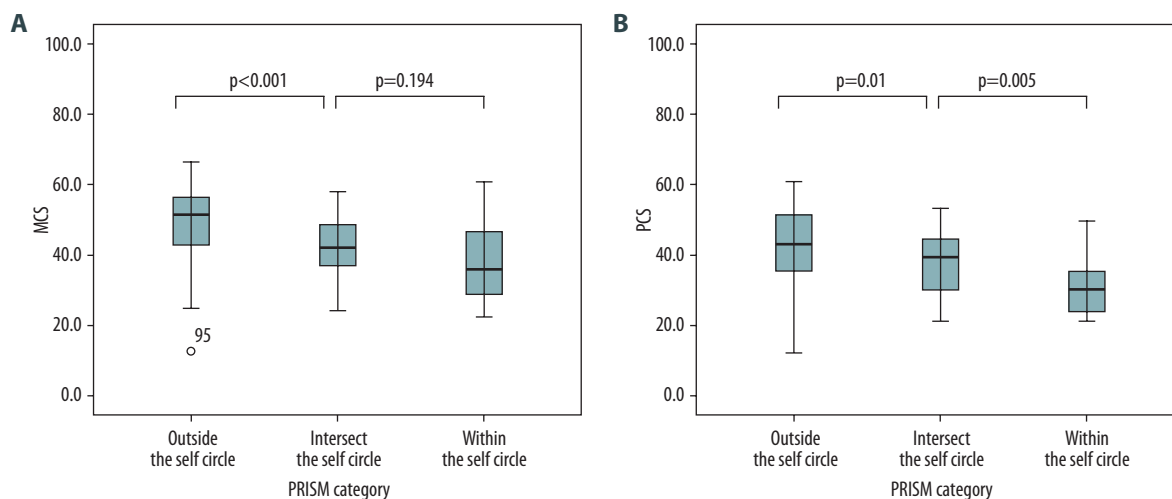 A
100.0
80.0
60.0
40.0
20.0
0.0
MCS
p<0.001
p=0.194
95
Outside
the self circle
Intersect
the self circle
Within
the self circle
PRISM category
B
100.0
80.0
60.0
40.0
20.0
0.0
PCS
p=0.01
p=0.005
Outside
the self circle
Intersect
the self circle
Within
the self circle
PRISM category